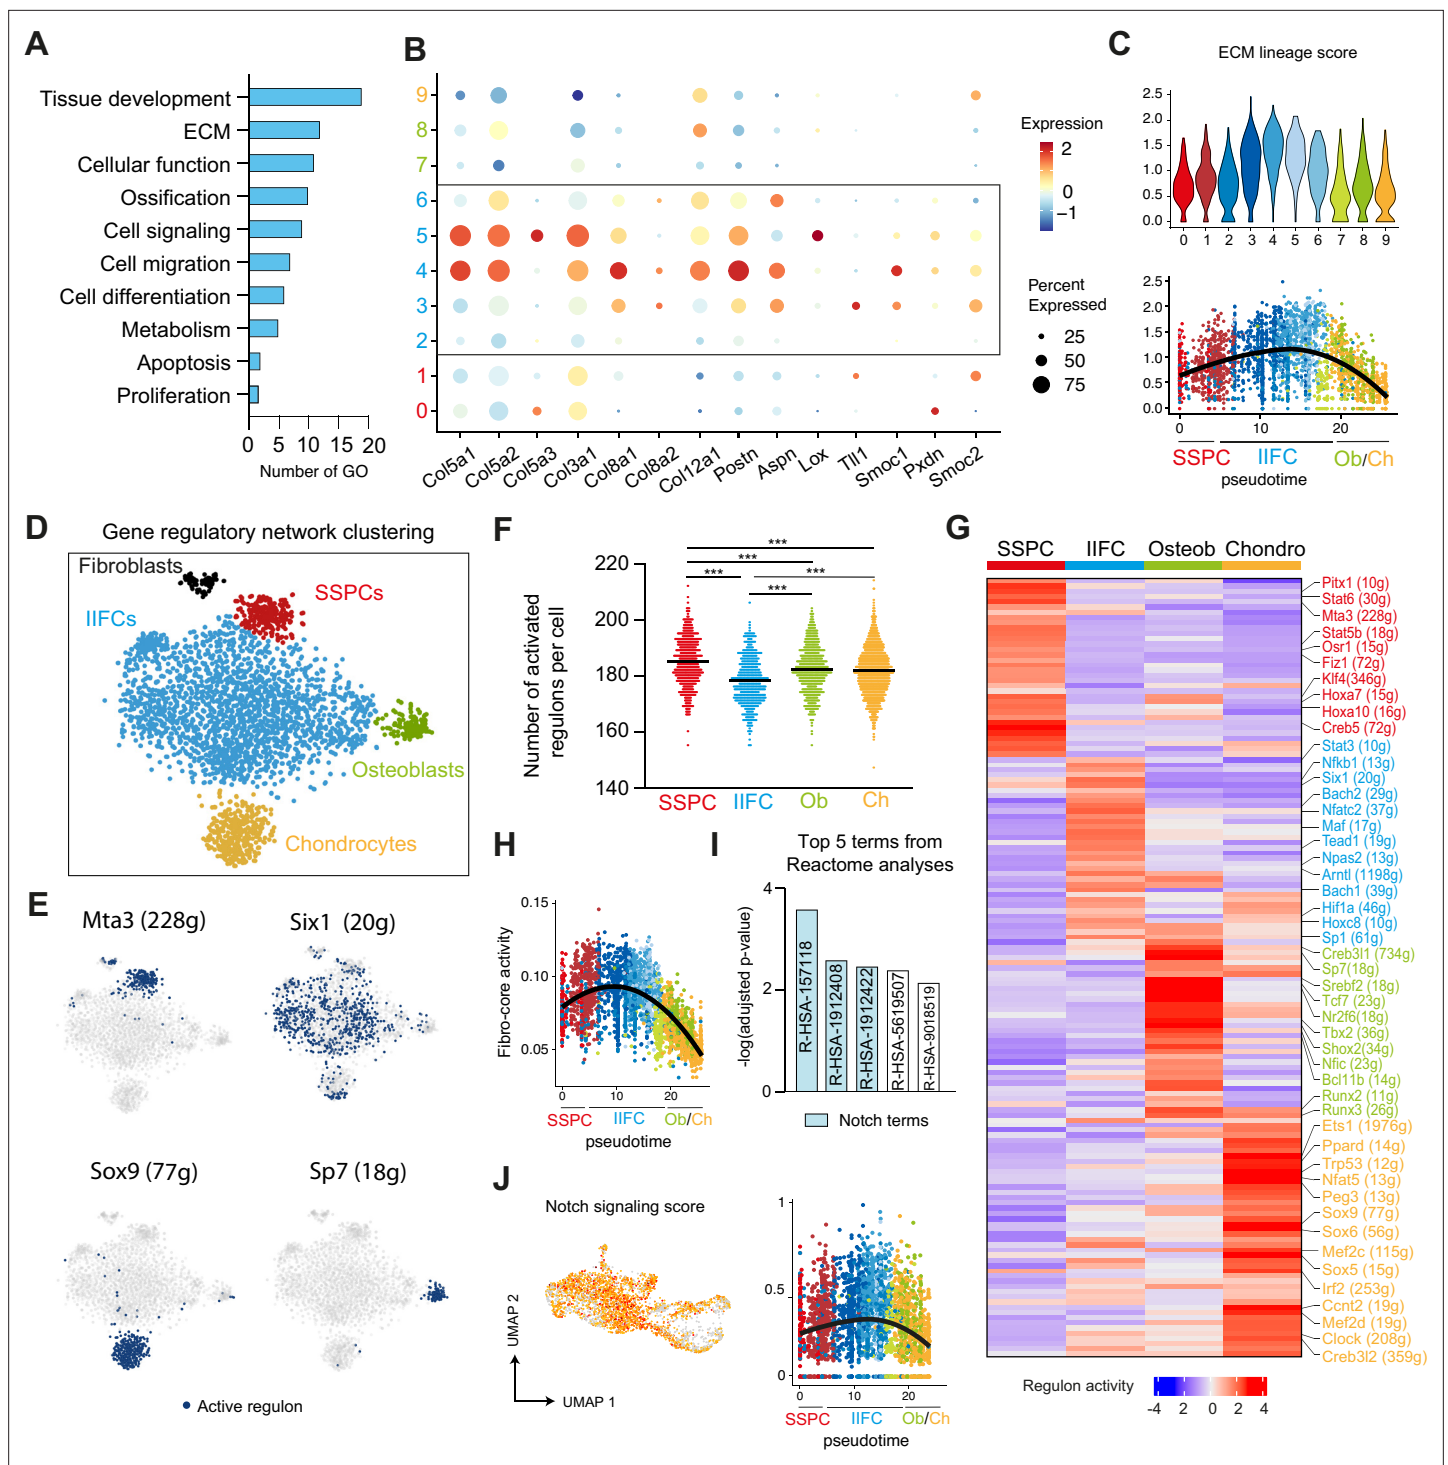 A
Tissue development
ECM
Cellular function
Ossification
Cell signaling
Cell migration
Cell differentiation
Metabolism
Apoptosis
Proliferation
0 5 10 15 20
Number of GO
B
9
8
7
6
5
4
3
2
1
0
Col5a1 Col5a2 Col5a3 Col3a1 Col8a1 Col8a2 Col12a1 Postn Aspn Lox Tll1 Smoc1 Pxdn Smoc2
Expression
2
0
−1
Percent
Expressed
25
50
75
C
ECM lineage score
2.5
2.0
1.5
1.0
0.5
0.0
0 1 2 3 4 5 6 7 8 9
2.5
2.0
1.5
1.0
0.5
0.0
0 10 20
SSPC IIFC Ob/Ch
pseudotime
D
Gene regulatory network clustering
Fibroblasts
SSPCs
IIFCs
Osteoblasts
Chondrocytes
E
Mta3 (228g)
Six1 (20g)
Sox9 (77g)
Sp7 (18g)
Active regulon
F
Number of activated
regulons per cell
220
200
180
160
140
***
***
*** ***
***
SSPC IIFC Ob Ch
G
SSPC IIFC Osteob Chondro
Pitx1 (10g)
Stat6 (30g)
Mta3 (228g)
Stat5b (18g)
Osr1 (15g)
Fiz1 (72g)
Klf4(346g)
Hoxa7 (15g)
Hoxa10 (16g)
Creb5 (72g)
Stat3 (10g)
Nfkb1 (13g)
Six1 (20g)
Bach2 (29g)
Nfatc2 (37g)
Maf (17g)
Tead1 (19g)
Npas2 (13g)
Arntl (1198g)
Bach1 (39g)
Hif1a (46g)
Hoxc8 (10g)
Sp1 (61g)
Creb3l1 (734g)
Sp7(18g)
Srebf2 (18g)
Tcf7 (23g)
Nr2f6(18g)
Tbx2 (36g)
Shox2(34g)
Nfic (23g)
Bcl11b (14g)
Runx2 (11g)
Runx3 (26g)
Ets1 (1976g)
Ppard (14g)
Trp53 (12g)
Nfat5 (13g)
Peg3 (13g)
Sox9 (77g)
Sox6 (56g)
Mef2c (115g)
Sox5 (15g)
Irf2 (253g)
Ccnt2 (19g)
Mef2d (19g)
Clock (208g)
Creb3l2 (359g)
Regulon activity
-4 2 0 2 4
H
Fibro-core activity
0.15
0.10
0.05
0 10 20
SSPC IIFC Ob/Ch
pseudotime
I
Top 5 terms from
Reactome analyses
-log(adjusted p-value)
4
2
0
R-HSA-157118
R-HSA-1912408
R-HSA-1912422
R-HSA-5619507
R-HSA-9018519
Notch terms
J
Notch signaling score
UMAP 2
UMAP 1
1
0.5
0
0 10 20
SSPC IIFC Ob/Ch
pseudotime